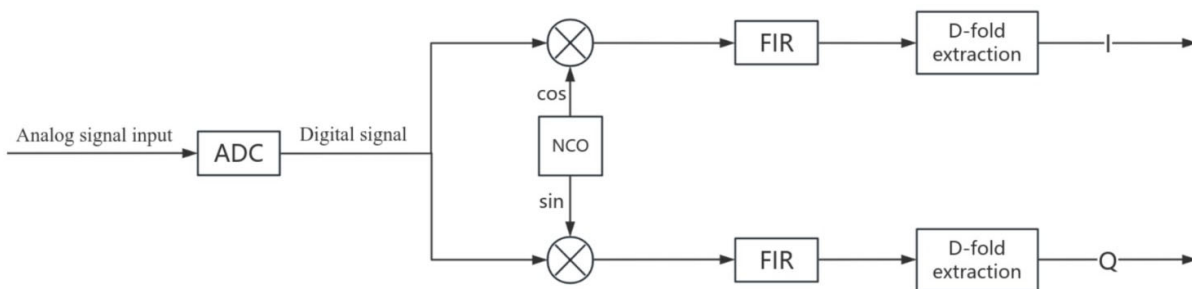 FIR
D-fold
extraction
I
cos
Analog signal input
ADC
Digital signal
NCO
sin
FIR
D-fold
extraction
Q